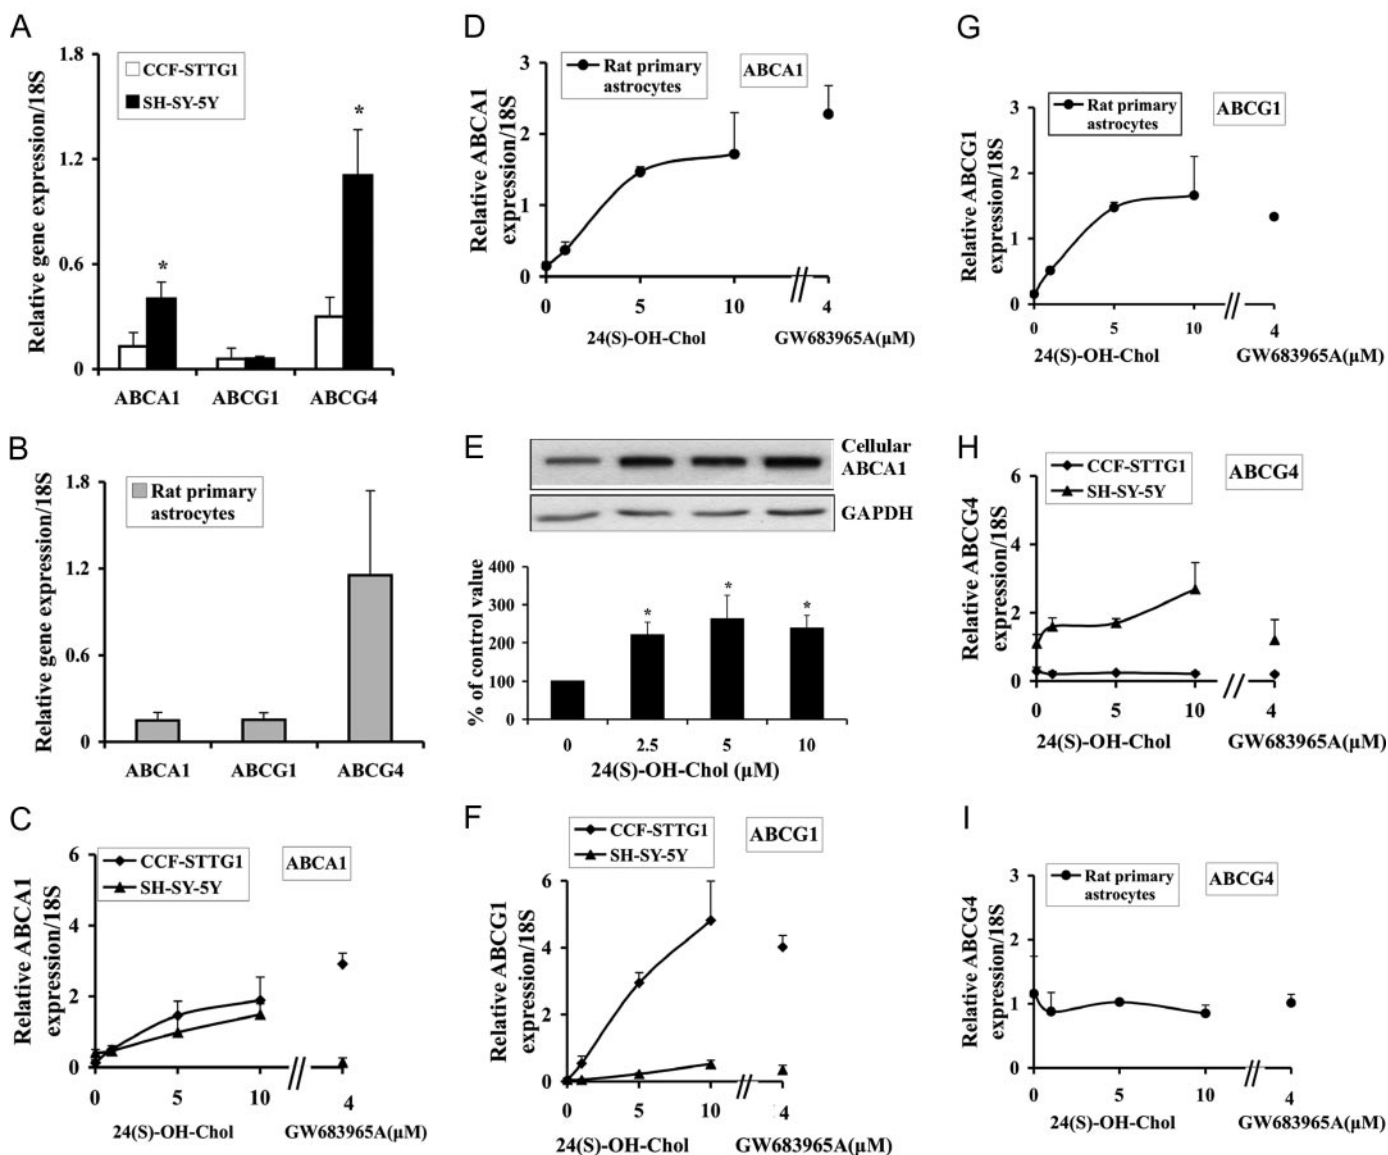 A
Relative gene expression/18S
1.8
1.2
0.6
0
CCF-STTG1
SH-SY-5Y
*
*
ABCA1 ABCG1 ABCG4
B
Relative gene expression/18S
1.8
1.2
0.6
0
Rat primary
astrocytes
ABCA1 ABCG1 ABCG4
C
Relative ABCA1
expression/18S
6
4
2
0
CCF-STTG1
SH-SY-5Y
ABCA1
0 5 10 4
24(S)-OH-Chol GW683965A(μM)
D
Relative ABCA1
expression/18S
3
2
1
0
Rat primary
astrocytes
ABCA1
0 5 10 4
24(S)-OH-Chol GW683965A(μM)
E
Cellular
ABCA1
GAPDH
% of control value
400
300
200
100
0
* * *
0 2.5 5 10
24(S)-OH-Chol (μM)
F
Relative ABCG1
expression/18S
6
4
2
0
CCF-STTG1
SH-SY-5Y
ABCG1
0 5 10 4
24(S)-OH-Chol GW683965A(μM)
G
Relative ABCG1
expression/18S
3
2
1
0
Rat primary
astrocytes
ABCG1
0 5 10 4
24(S)-OH-Chol GW683965A(μM)
H
Relative ABCG4
expression/18S
6
4
2
0
CCF-STTG1
SH-SY-5Y
ABCG4
0 5 10 4
24(S)-OH-Chol GW683965A(μM)
I
Relative ABCG4
expression/18S
3
2
1
0
Rat primary
astrocytes
ABCG4
0 5 10 4
24(S)-OH-Chol GW683965A(μM)